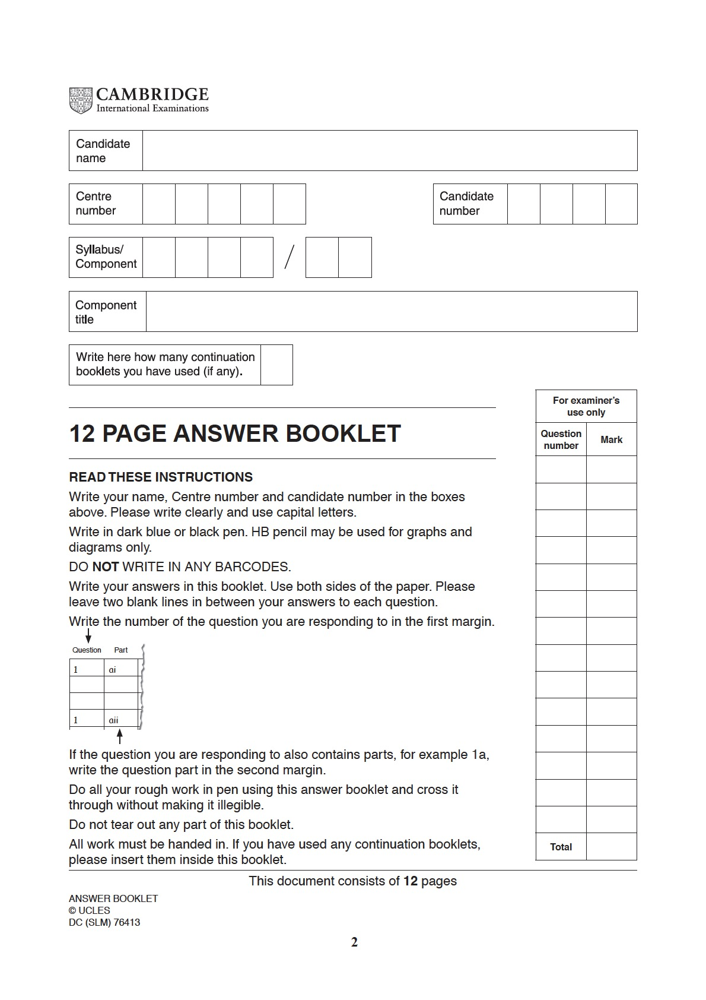 CAMBRIDGE
International Examinations
Candidate
name
Centre
number
Candidate
number
Syllabus/
Component
/
Component
title
Write here how many continuation
booklets you have used (if any).
For examiner's
use only
Question
number
Mark
12 PAGE ANSWER BOOKLET
READ THESE INSTRUCTIONS
Write your name, Centre number and candidate number in the boxes
above. Please write clearly and use capital letters.
Write in dark blue or black pen. HB pencil may be used for graphs and
diagrams only.
DO NOT WRITE IN ANY BARCODES.
Write your answers in this booklet. Use both sides of the paper. Please
leave two blank lines in between your answers to each question.
Write the number of the question you are responding to in the first margin.
Question Part
1 ai
1 aii
If the question you are responding to also contains parts, for example 1a,
write the question part in the second margin.
Do all your rough work in pen using this answer booklet and cross it
through without making it illegible.
Do not tear out any part of this booklet.
All work must be handed in. If you have used any continuation booklets,
please insert them inside this booklet.
Total
This document consists of 12 pages
ANSWER BOOKLET
© UCLES
DC (SLM) 76413
2